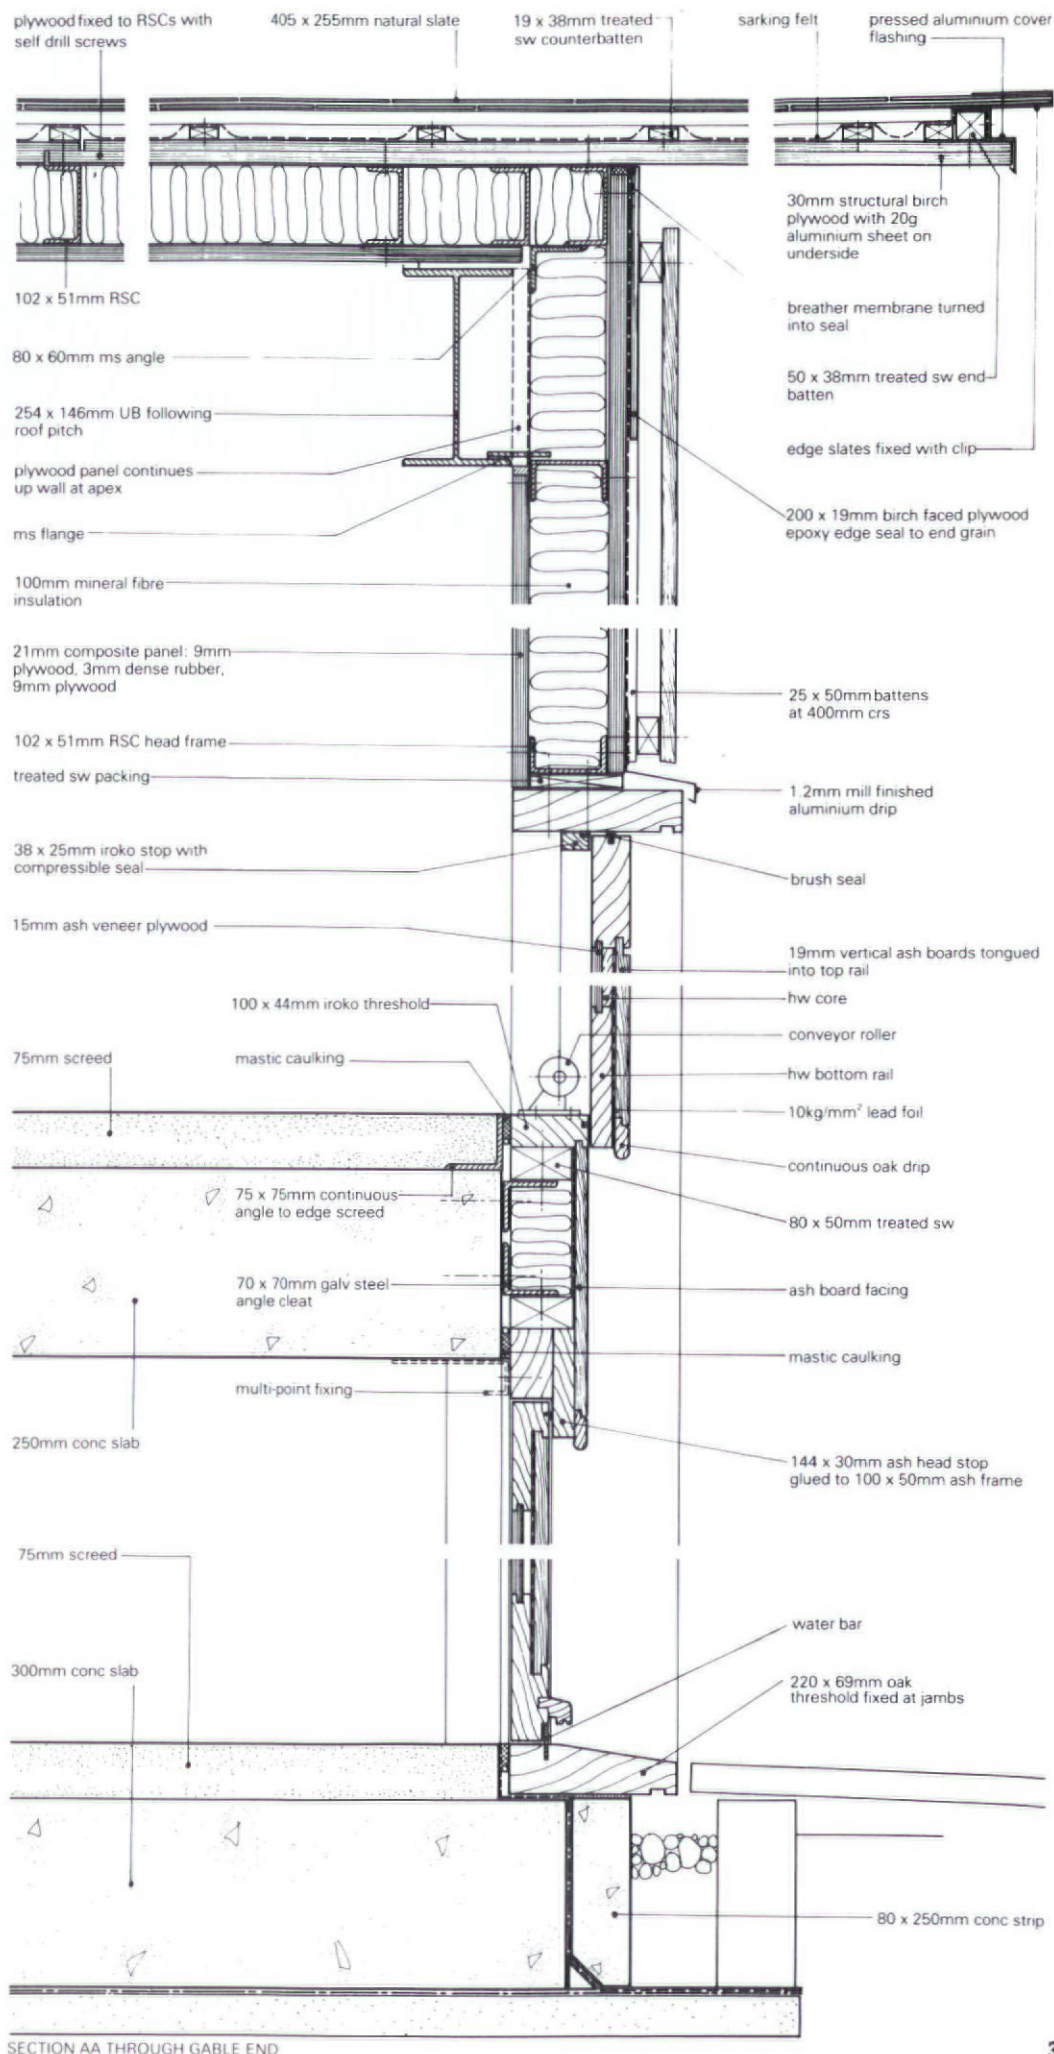 plywood fixed to RSCs with
self drill screws
405 x 255mm natural slate
19 x 38mm treated
sw counterbatten
sarking felt
pressed aluminium cover
flashing
30mm structural birch
plywood with 20g
aluminium sheet on
underside
102 x 51mm RSC
breather membrane turned
into seal
80 x 60mm ms angle
50 x 38mm treated sw end
batten
254 x 146mm UB following
roof pitch
edge slates fixed with clip
plywood panel continues
up wall at apex
200 x 19mm birch faced plywood
epoxy edge seal to end grain
ms flange
100mm mineral fibre
insulation
21mm composite panel: 9mm
plywood, 3mm dense rubber,
9mm plywood
25 x 50mm battens
at 400mm crs
102 x 51mm RSC head frame
treated sw packing
1.2mm mill finished
aluminium drip
38 x 25mm iroko stop with
compressible seal
brush seal
15mm ash veneer plywood
19mm vertical ash boards tongued
into top rail
100 x 44mm iroko threshold
hw core
conveyor roller
75mm screed
mastic caulking
hw bottom rail
10kg/mm² lead foil
continuous oak drip
75 x 75mm continuous
angle to edge screed
80 x 50mm treated sw
70 x 70mm galv steel
angle cleat
ash board facing
mastic caulking
multi-point fixing
250mm conc slab
144 x 30mm ash head stop
glued to 100 x 50mm ash frame
75mm screed
water bar
300mm conc slab
220 x 69mm oak
threshold fixed at jambs
80 x 250mm conc strip
SECTION AA THROUGH GABLE END